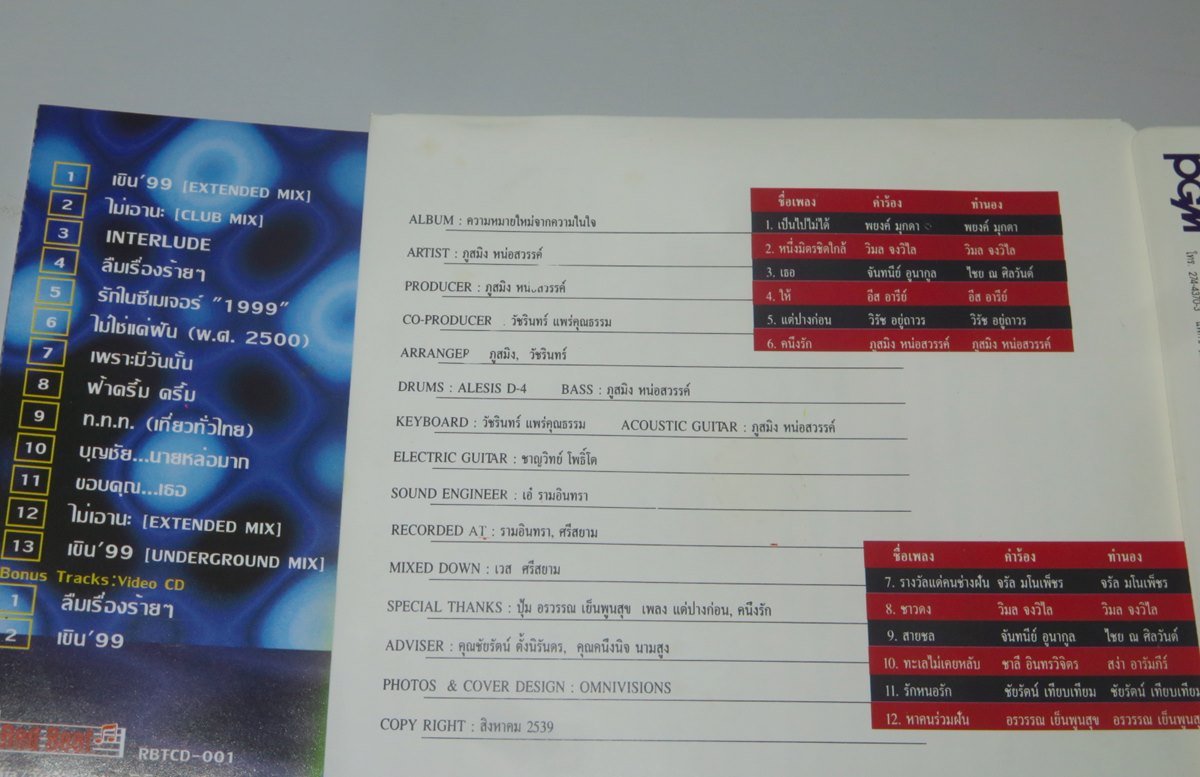 1 เขิน'99 [EXTENDED MIX]
2 ไม่เอานะ [CLUB MIX]
3 INTERLUDE
4 ลืมเรื่องร้ายๆ
5 รักในซีเมเจอร์ "1999"
6 ไม่ใช่แค่ฝัน (พ.ศ. 2500)
7 เพราะมีวันนั้น
8 ฟ้าครึ้ม ครึ้ม
9 ท.ท.ท. (เที่ยวทั่วไทย)
10 บุญชัย...นายหล่อมาก
11 ขอบคุณ...เธอ
12 ไม่เอานะ [EXTENDED MIX]
13 เขิน'99 [UNDERGROUND MIX]
Bonus Tracks:Video CD
1 ลืมเรื่องร้ายๆ
2 เขิน'99
Red Beat
RBTCD-001
ALBUM : ความหมายใหม่จากความในใจ
ARTIST : ภูสมิง หน่อสวรรค์
PRODUCER : ภูสมิง หน่อสวรรค์
CO-PRODUCER : วัชรินทร์ แพร่คุณธรรม
ARRANGER ภูสมิง, วัชรินทร์
DRUMS : ALESIS D-4 BASS : ภูสมิง หน่อสวรรค์
KEYBOARD : วัชรินทร์ แพร่คุณธรรม ACOUSTIC GUITAR : ภูสมิง หน่อสวรรค์
ELECTRIC GUITAR : ชาญวิทย์ โพธิ์โต
SOUND ENGINEER : เอ๋ รามอินทรา
RECORDED AT : รามอินทรา, ศรีสยาม
MIXED DOWN : เวส ศรีสยาม
SPECIAL THANKS : ปุ้ม อรวรรณ เย็นพูนสุข เพลง แต่ปางก่อน, คนึงรัก
ADVISER : คุณชัยรัตน์ ตั้งนิรันดร, คุณคนึงนิจ นามสูง
PHOTOS & COVER DESIGN : OMNIVISIONS
COPY RIGHT : สิงหาคม 2539
ชื่อเพลง คำร้อง ทำนอง
1. เป็นไปไม่ได้ พยงค์ มุกดา พยงค์ มุกดา
2. หนึ่งมิตรชิดใกล้ วิมล จงวิไล วิมล จงวิไล
3. เธอ จันทนีย์ อูนากูล ไชย ณ ศิลวันต์
4. ให้ อีส อารีย์ อีส อารีย์
5. แต่ปางก่อน วิรัช อยู่ถาวร วิรัช อยู่ถาวร
6. คนึงรัก ภูสมิง หน่อสวรรค์ ภูสมิง หน่อสวรรค์
ชื่อเพลง คำร้อง ทำนอง
7. รางวัลแด่คนช่างฝัน จรัล มโนเพ็ชร จรัล มโนเพ็ชร
8. ชาวดง วิมล จงวิไล วิมล จงวิไล
9. สายชล จันทนีย์ อูนากูล ไชย ณ ศิลวันต์
10. ทะเลไม่เคยหลับ ชาลี อินทรวิจิตร สง่า อารัมภีร์
11. รักหนอรัก ชัยรัตน์ เทียบเทียม ชัยรัตน์ เทียบเทียม
12. หาคนร่วมฝัน อรวรรณ เย็นพูนสุข อรวรรณ เย็นพูนสุข
โทร.